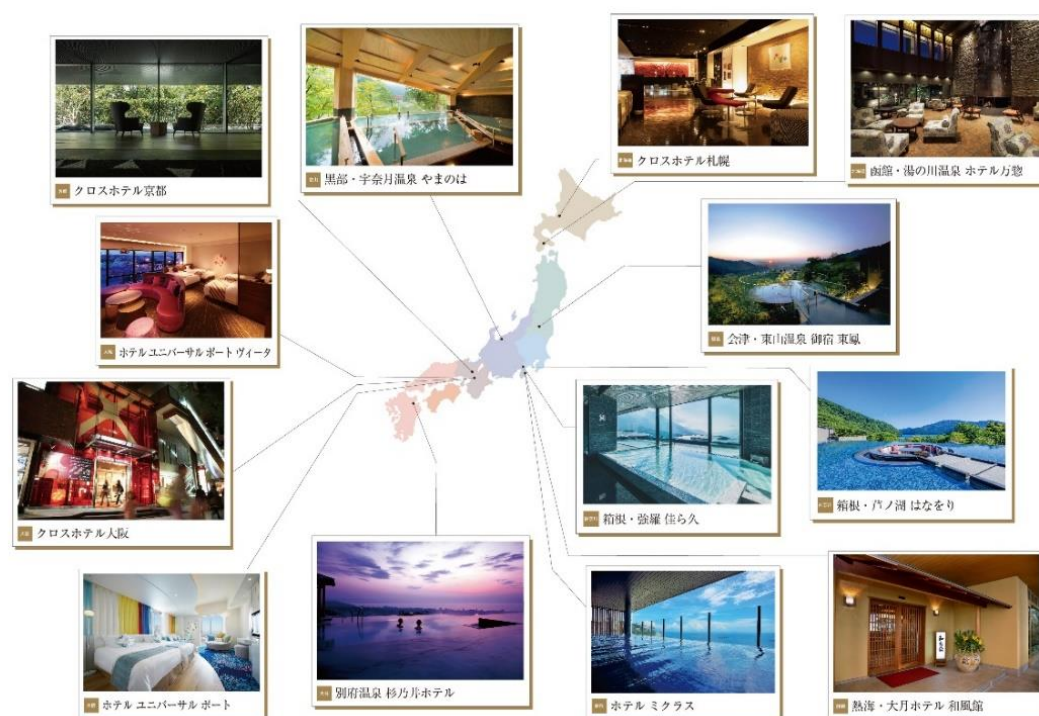 クロスホテル京都
黒部・宇奈月温泉 やまのは
クロスホテル札幌
函館・湯の川温泉 ホテル万惣
ホテル ユニバーサル ポート ヴィータ
会津・東山温泉 御宿 東鳳
クロスホテル大阪
箱根・強羅 佳ら久
箱根・芦ノ湖 はなをり
ホテル ユニバーサル ポート
別府温泉 杉乃井ホテル
ホテル ミクラス
熱海・大月ホテル 和風館